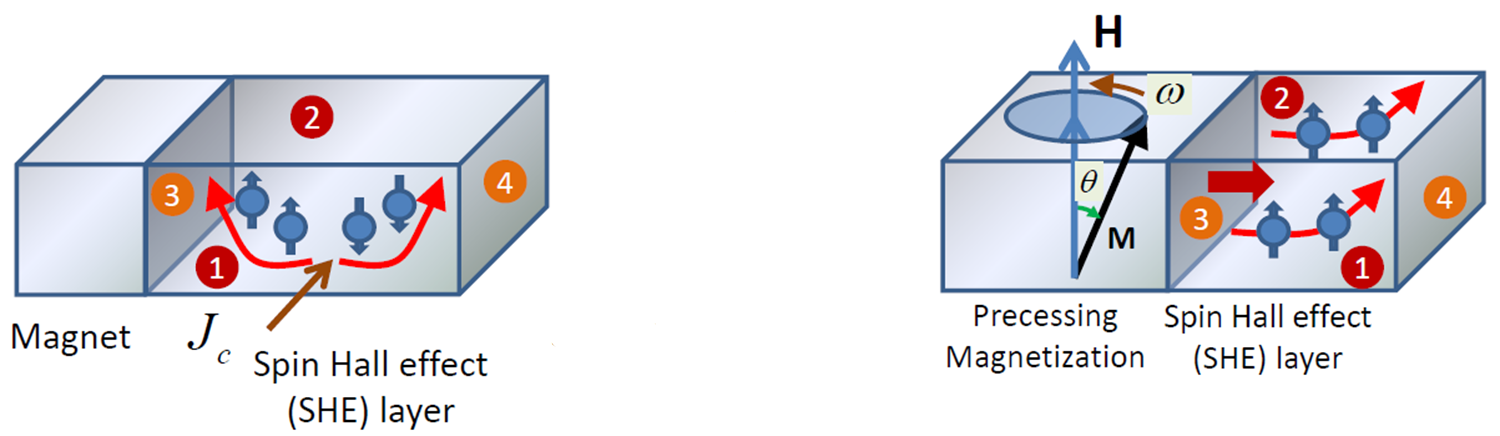 2
3
4
1
Magnet
J c
Spin Hall effect
(SHE) layer
H
ω
2
θ
4
3
M
1
Precessing
Magnetization
Spin Hall effect
(SHE) layer